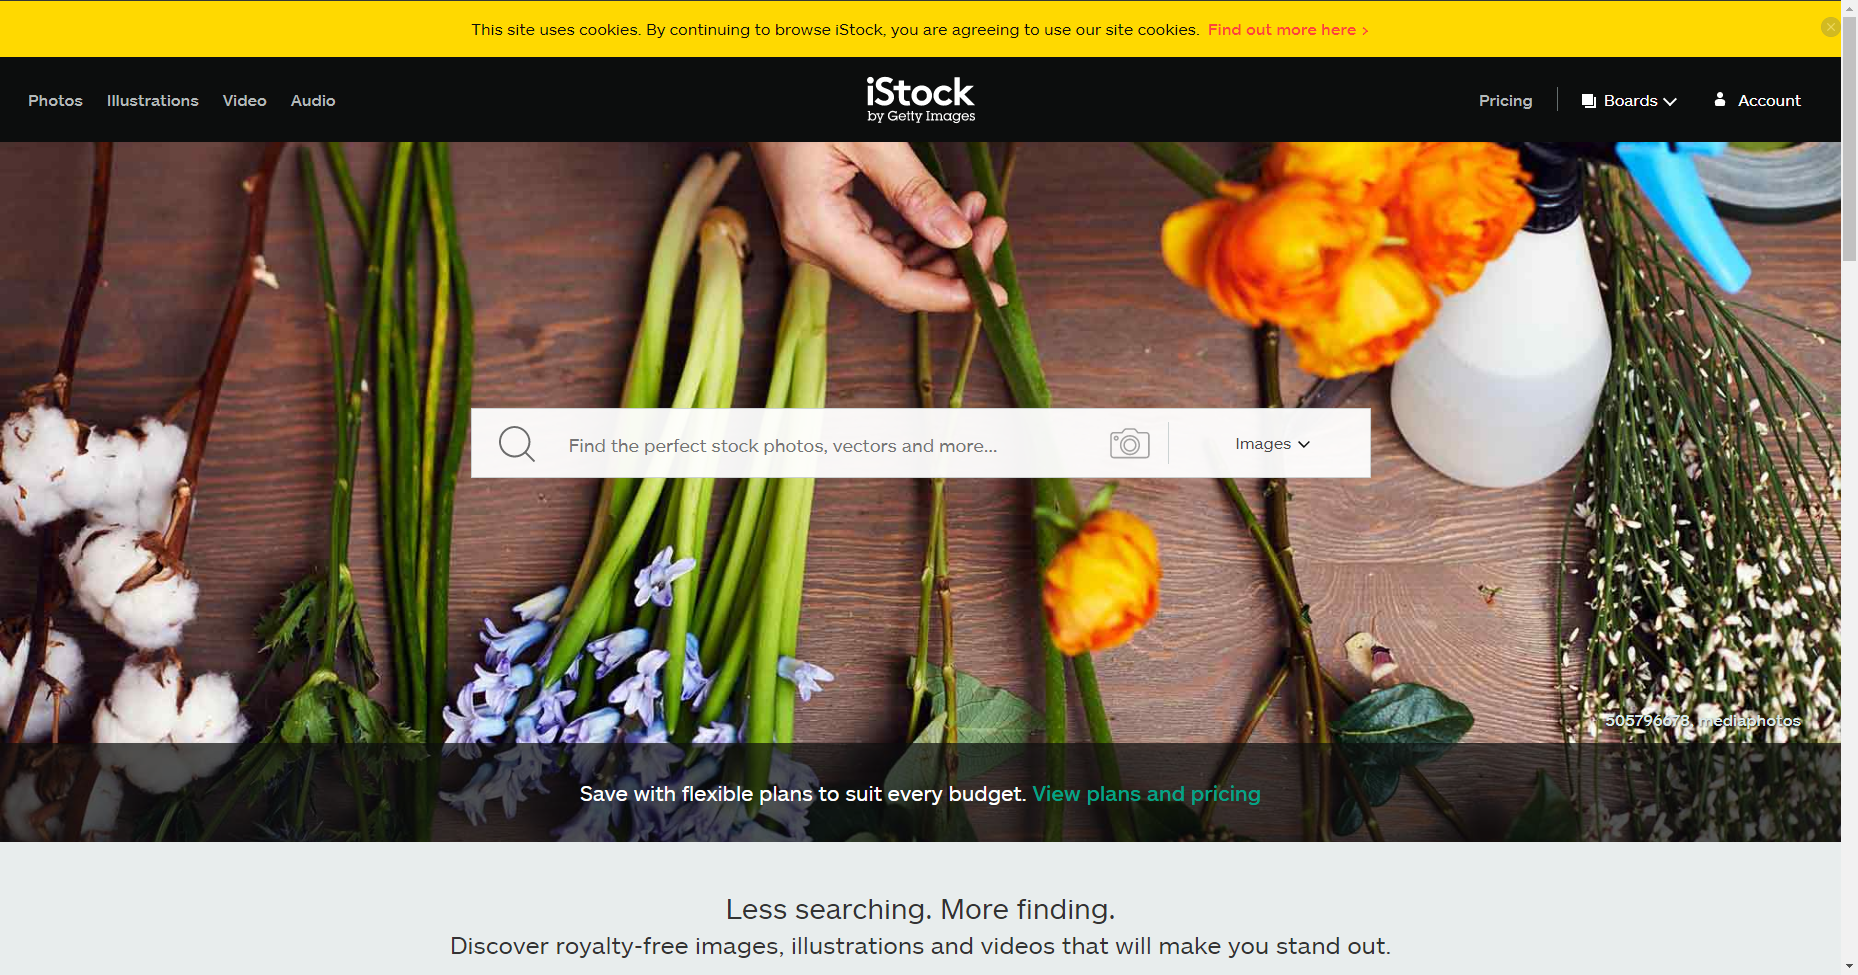 This site uses cookies. By continuing to browse iStock, you are agreeing to use our site cookies. Find out more here >
Photos Illustrations Video Audio
iStock
by Getty Images
Pricing Boards Account
Find the perfect stock photos, vectors and more...
Images
505796678, mediaphotos
Save with flexible plans to suit every budget. View plans and pricing
Less searching. More finding.
Discover royalty-free images, illustrations and videos that will make you stand out.